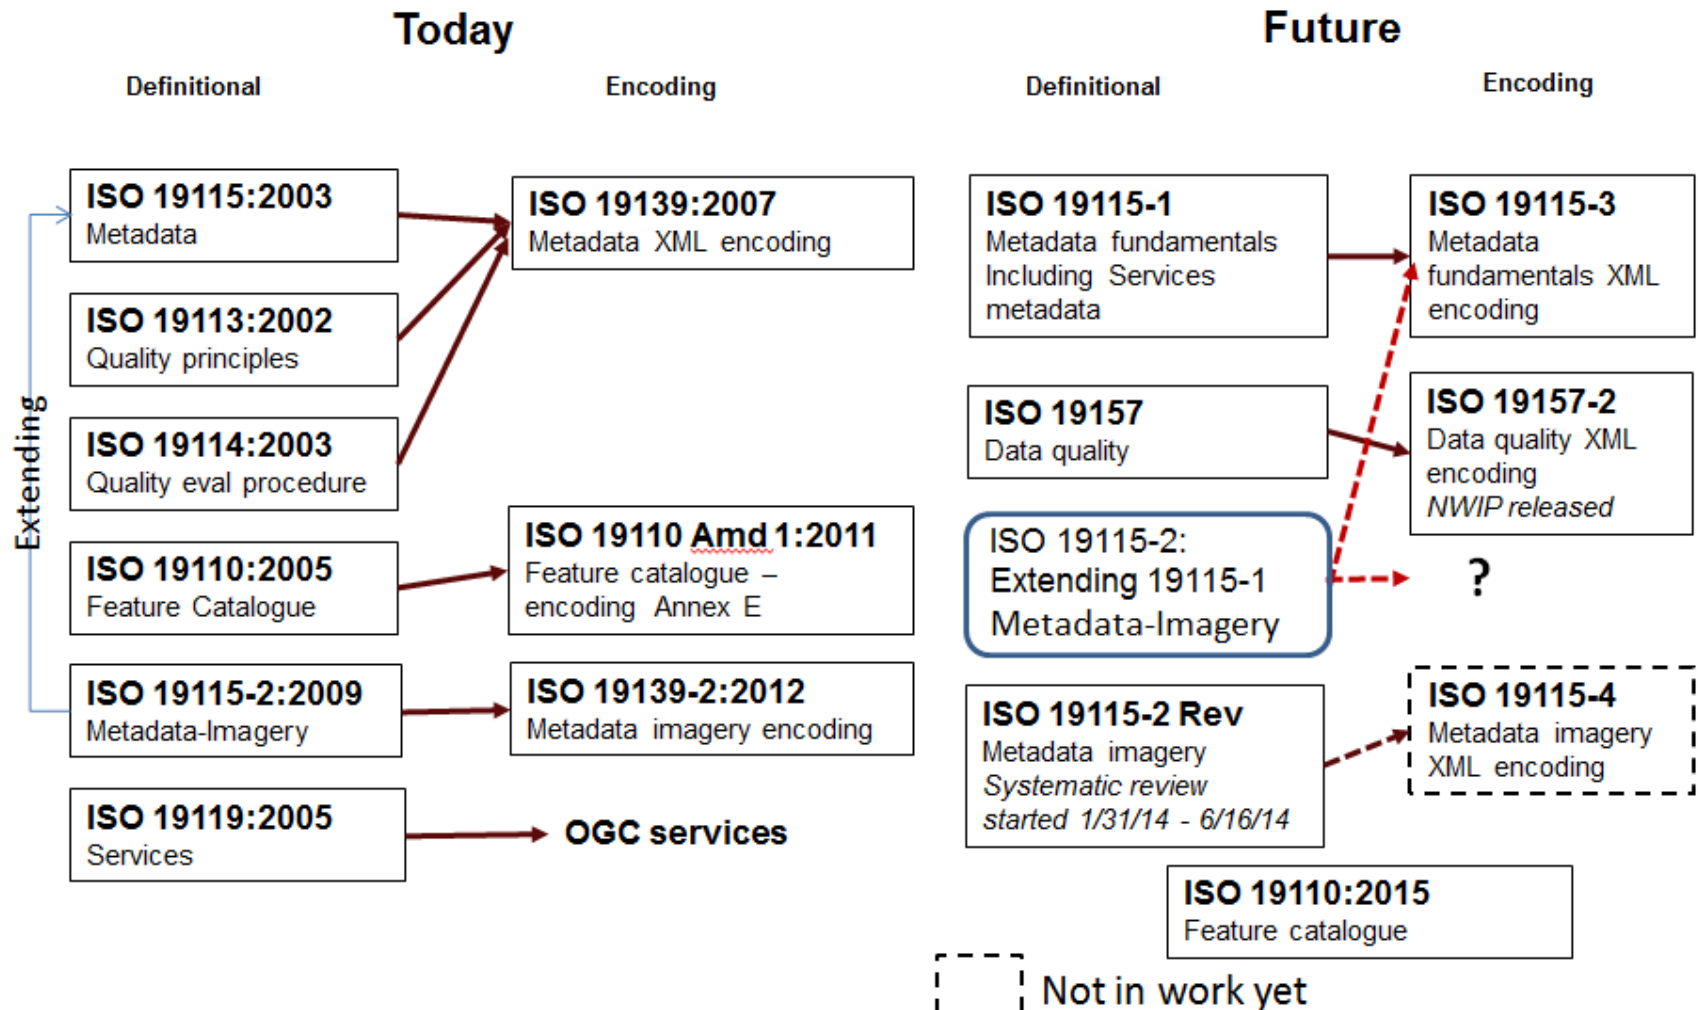 Today
Definitional
Encoding
Extending
ISO 19115:2003
Metadata
ISO 19113:2002
Quality principles
ISO 19114:2003
Quality eval procedure
ISO 19110:2005
Feature Catalogue
ISO 19115-2:2009
Metadata-Imagery
ISO 19119:2005
Services
ISO 19139:2007
Metadata XML encoding
ISO 19110 Amd 1:2011
Feature catalogue –
encoding Annex E
ISO 19139-2:2012
Metadata imagery encoding
OGC services
Future
Definitional
Encoding
ISO 19115-1
Metadata fundamentals
Including Services
metadata
ISO 19157
Data quality
ISO 19115-2:
Extending 19115-1
Metadata-Imagery
ISO 19115-2 Rev
Metadata imagery
Systematic review
started 1/31/14 - 6/16/14
ISO 19115-3
Metadata
fundamentals XML
encoding
ISO 19157-2
Data quality XML
encoding
NWIP released
?
ISO 19115-4
Metadata imagery
XML encoding
ISO 19110:2015
Feature catalogue
Not in work yet